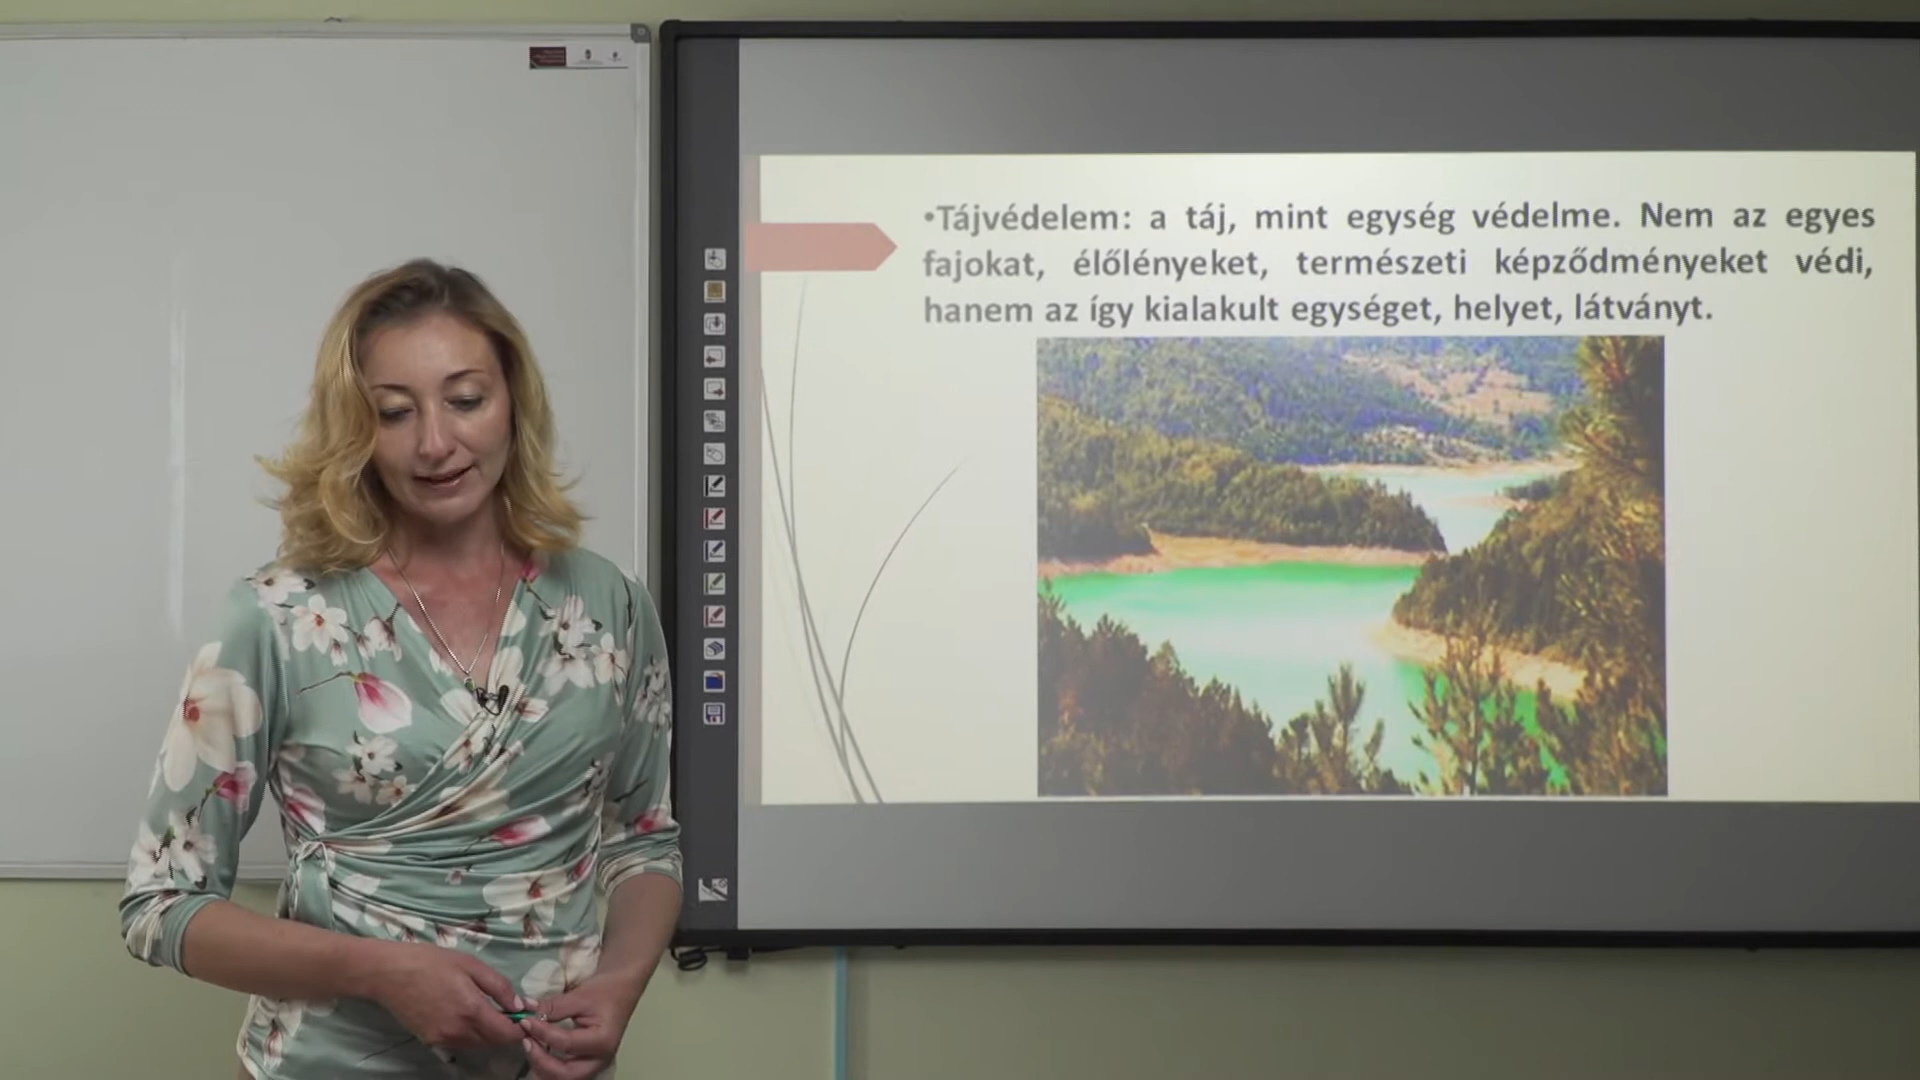 •Tájvédelem: a táj, mint egység védelme. Nem az egyes
fajokat, élőlényeket, természeti képződményeket védi,
hanem az így kialakult egységet, helyet, látványt.